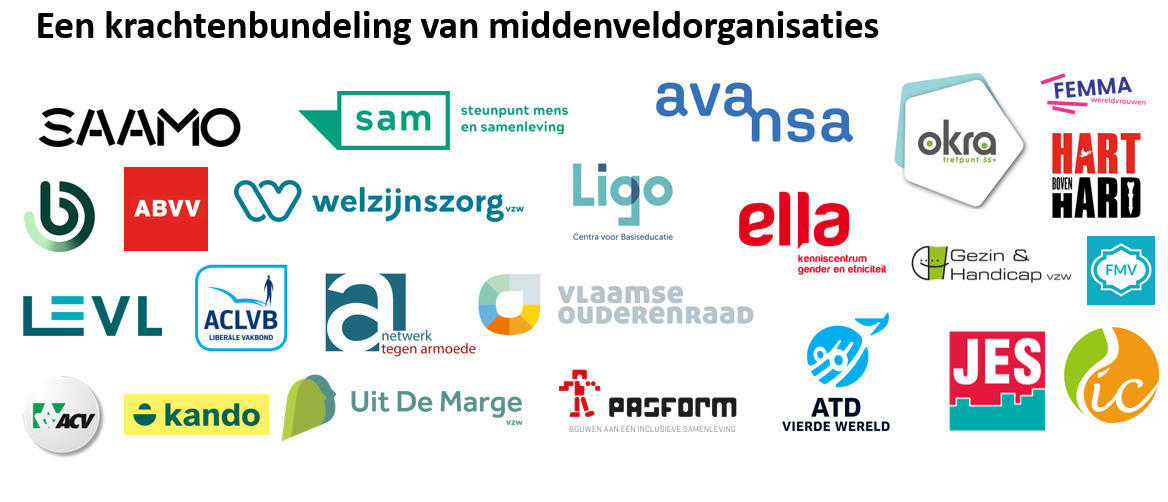 Een krachtenbundeling van middenveldorganisaties
SAAMO
sam
steunpunt mens
en samenleving
avansa
okra
trefpunt 55+
FEMMA
wereldvrouwen
HART
BOVEN
HARD
b
ABVV
welzijnszorg vzw
Ligo
Centra voor Basiseducatie
ella
kenniscentrum
gender en etniciteit
Gezin &
Handicap vzw
FMV
LEVL
ACLVB
LIBERALE VAKBOND
a
netwerk
tegen armoede
VLAAMSE
OUDERENRAAD
ATD
VIERDE WERELD
JES
ic
ACV
kando
Uit De Marge
vzw
PASFORM
BOUWEN AAN EEN INCLUSIEVE SAMENLEVING